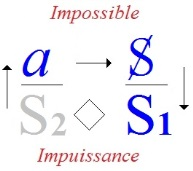 Impossible
a → $
S2 ◇ S1
Impuissance